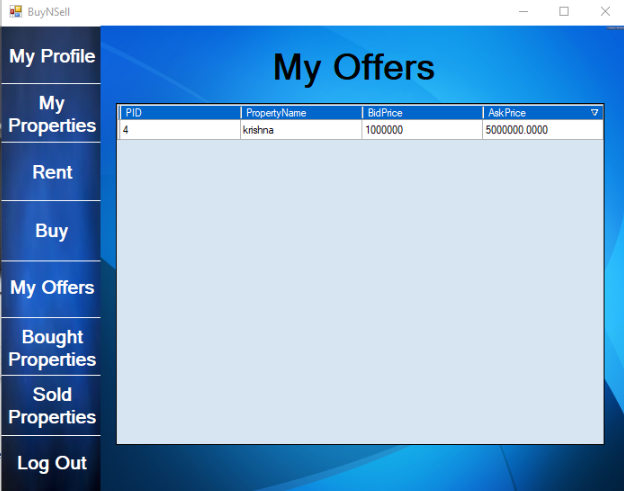 BuyNSell
My Profile
My
Properties
Rent
Buy
My Offers
Bought
Properties
Sold
Properties
Log Out
My Offers
PID PropertyName BidPrice AskPrice
4 krishna 1000000 5000000.0000